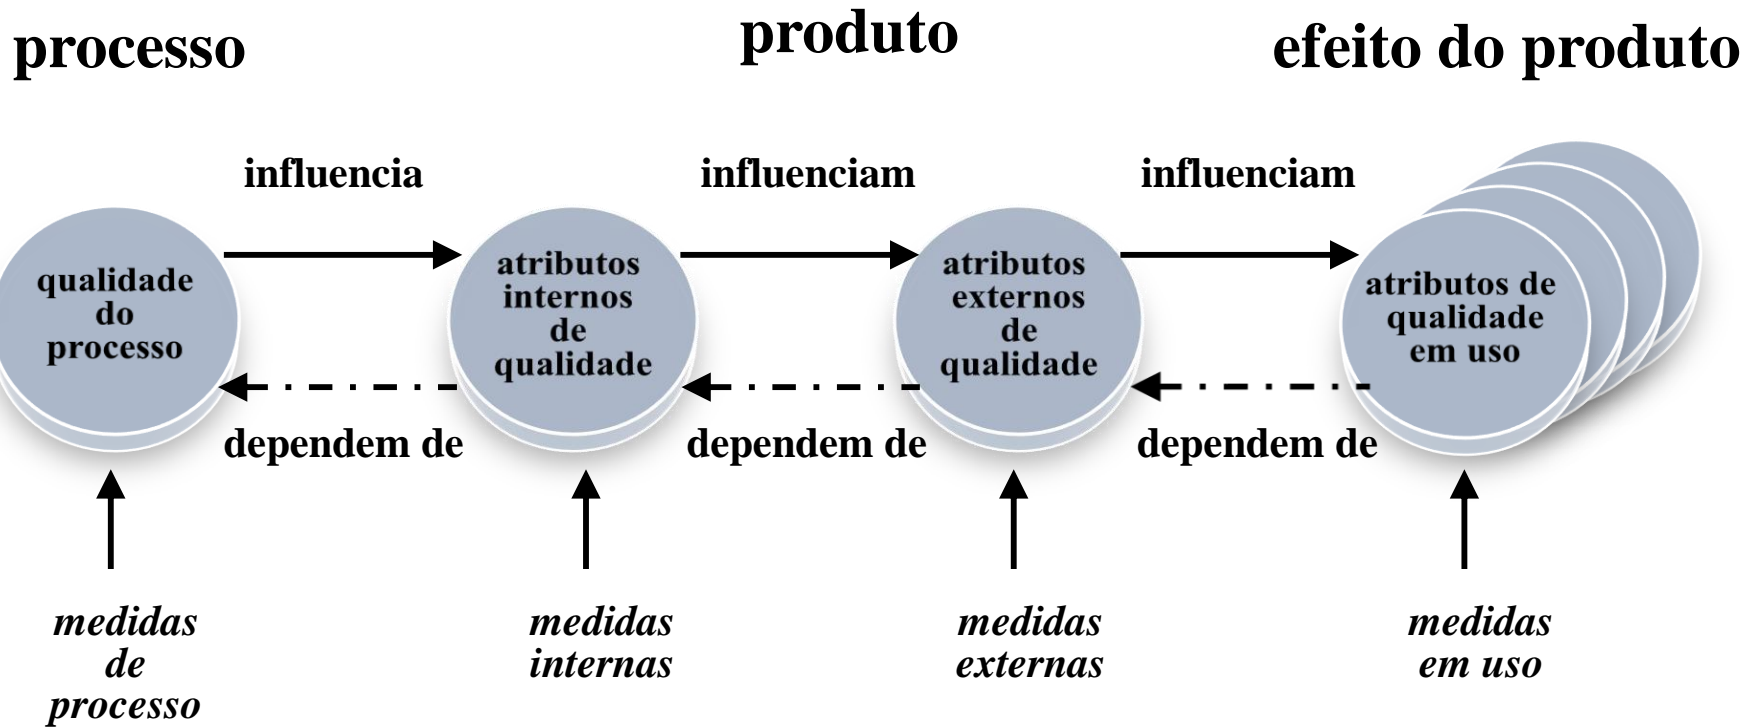 processo
produto
efeito do produto
influencia
influenciam
influenciam
qualidade
do
processo
atributos
internos
de
qualidade
atributos
externos
de
qualidade
atributos de
qualidade
em uso
dependem de
dependem de
dependem de
medidas
de
processo
medidas
internas
medidas
externas
medidas
em uso